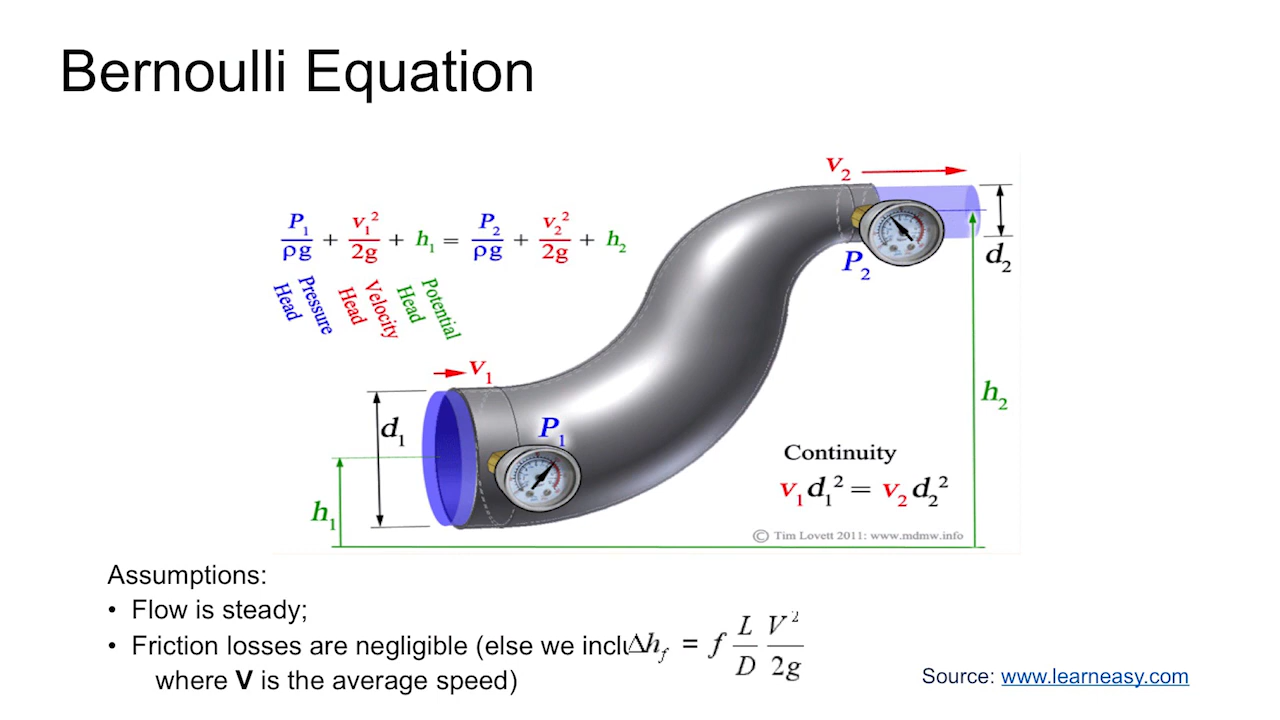 Bernoulli Equation
P₁/ρg + v₁²/2g + h₁ = P₂/ρg + v₂²/2g + h₂
Pressure Head
Velocity Head
Potential Head
v₂
d₂
P₂
v₁
d₁
P₁
h₂
h₁
Continuity
v₁d₁² = v₂d₂²
© Tim Lovett 2011: www.mdmw.info
Assumptions:
• Flow is steady;
• Friction losses are negligible (else we inclu Δh_f = f L/D V²/2g
where V is the average speed)
Source: www.learneasy.com